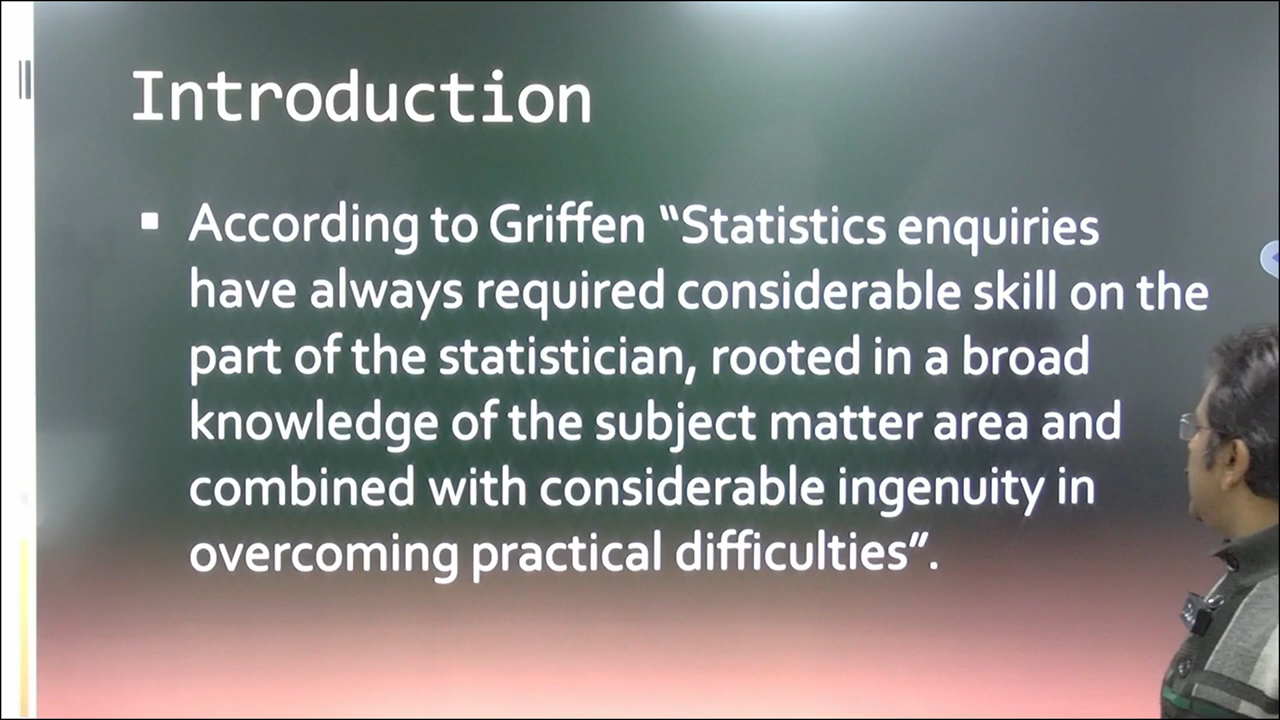 Introduction
▪ According to Griffen “Statistics enquiries
have always required considerable skill on the
part of the statistician, rooted in a broad
knowledge of the subject matter area and
combined with considerable ingenuity in
overcoming practical difficulties”.